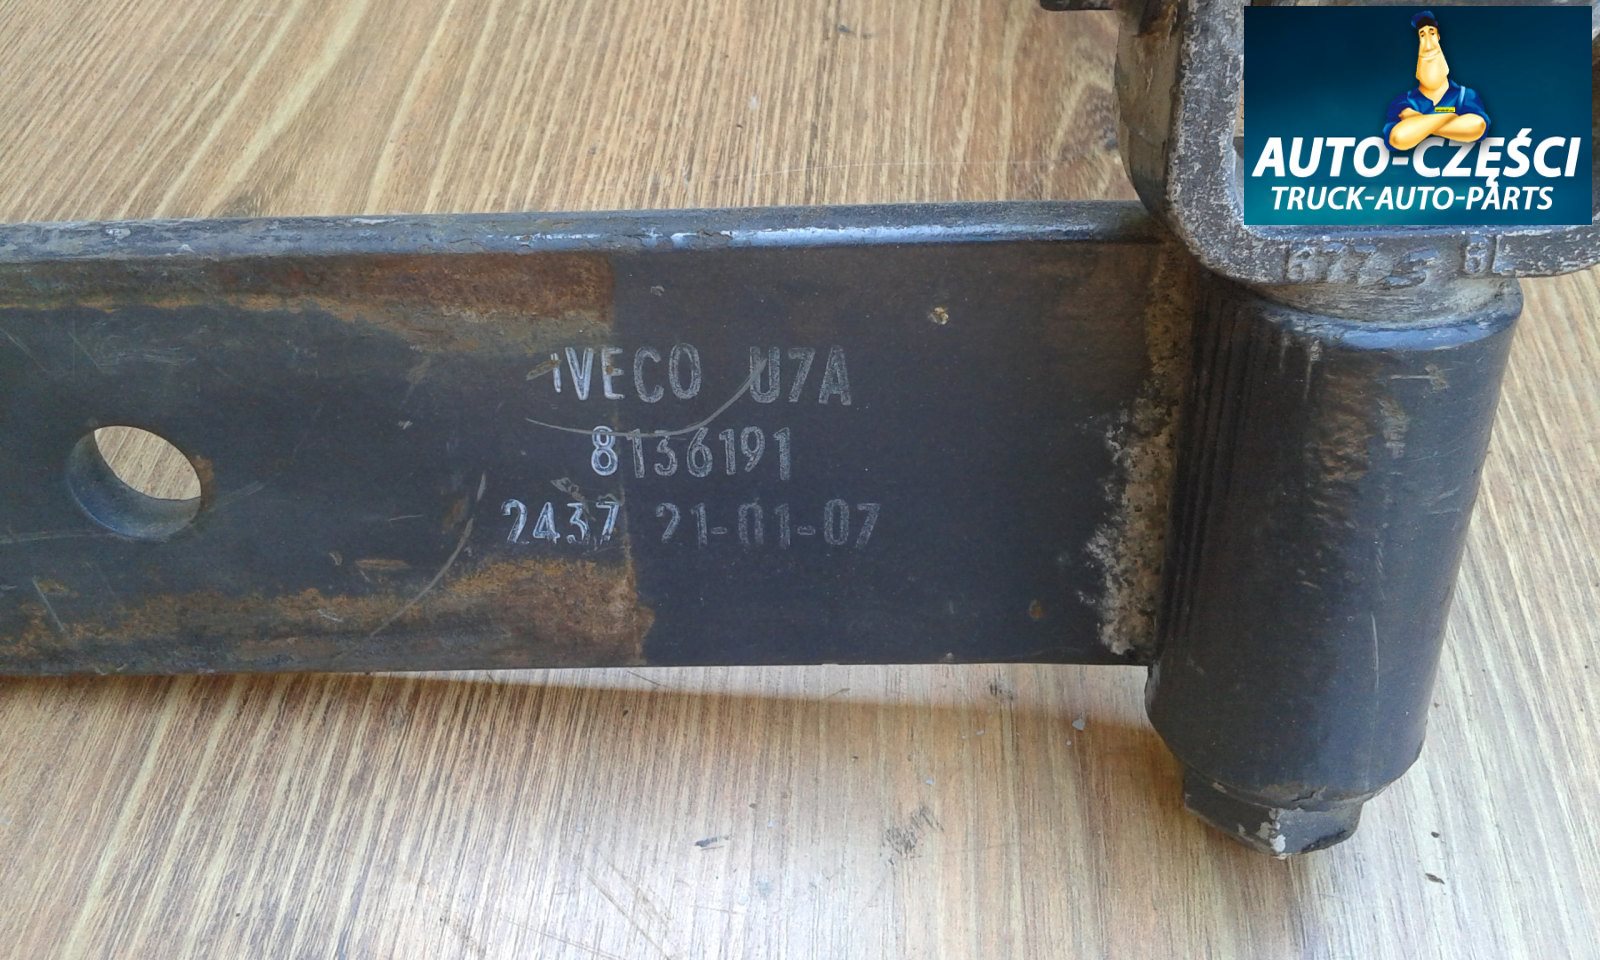 AUTO-CZĘŚCI
TRUCK-AUTO-PARTS
IVECO U7A
8136191
2437 21-01-07